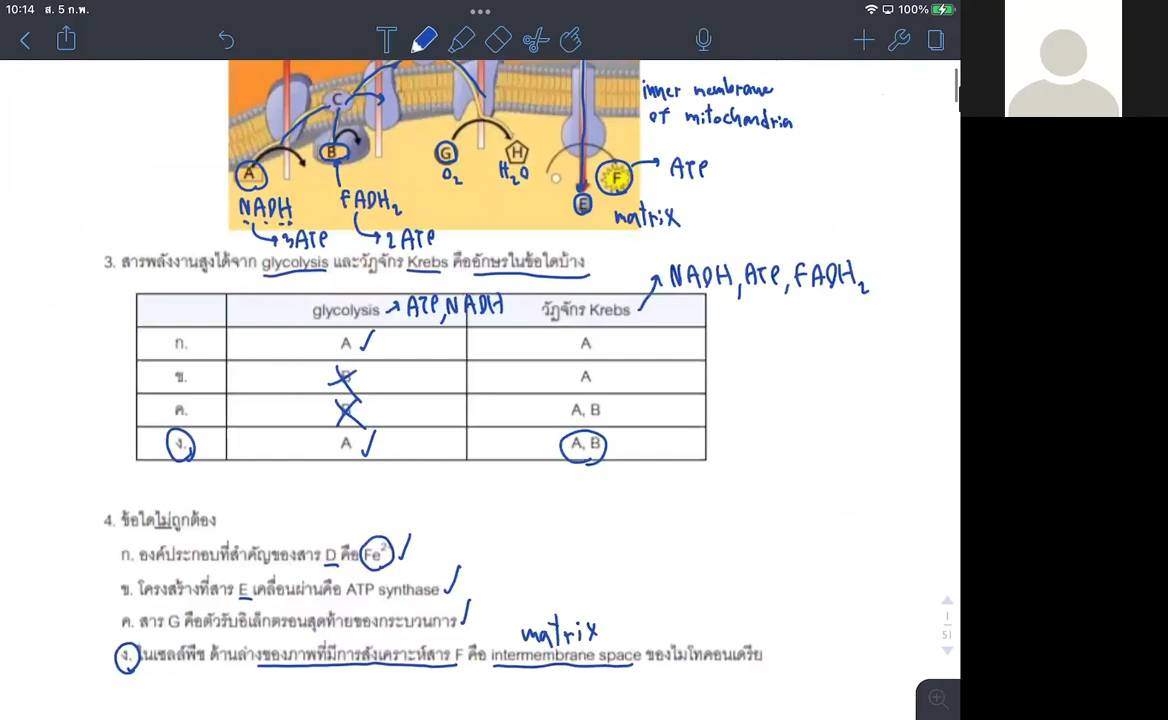 10:14 ส. 5 ก.พ.
100%
T
C
inner membrane
of mitochondria
A
B
G
H
F
ATP
O2
H2O
E
NADH
FADH2
matrix
3ATP
2ATP
3. สารพลังงานสูงได้จาก glycolysis และวัฏจักร Krebs คืออักษรในข้อใดบ้าง
NADH, ATP, FADH2
glycolysis ATP, NADH วัฏจักร Krebs
ก. A A
ข. B A
ค. B A, B
ง. A A, B
4. ข้อใดไม่ถูกต้อง
ก. องค์ประกอบที่สำคัญของสาร D คือ Fe2
ข. โครงสร้างที่สาร E เคลื่อนผ่านคือ ATP synthase
ค. สาร G คือตัวรับอิเล็กตรอนสุดท้ายของกระบวนการ
matrix
ง. ในเซลล์พืช ด้านล่างของภาพที่มีการสังเคราะห์สาร F คือ intermembrane space ของไมโทคอนเดรีย
1
51